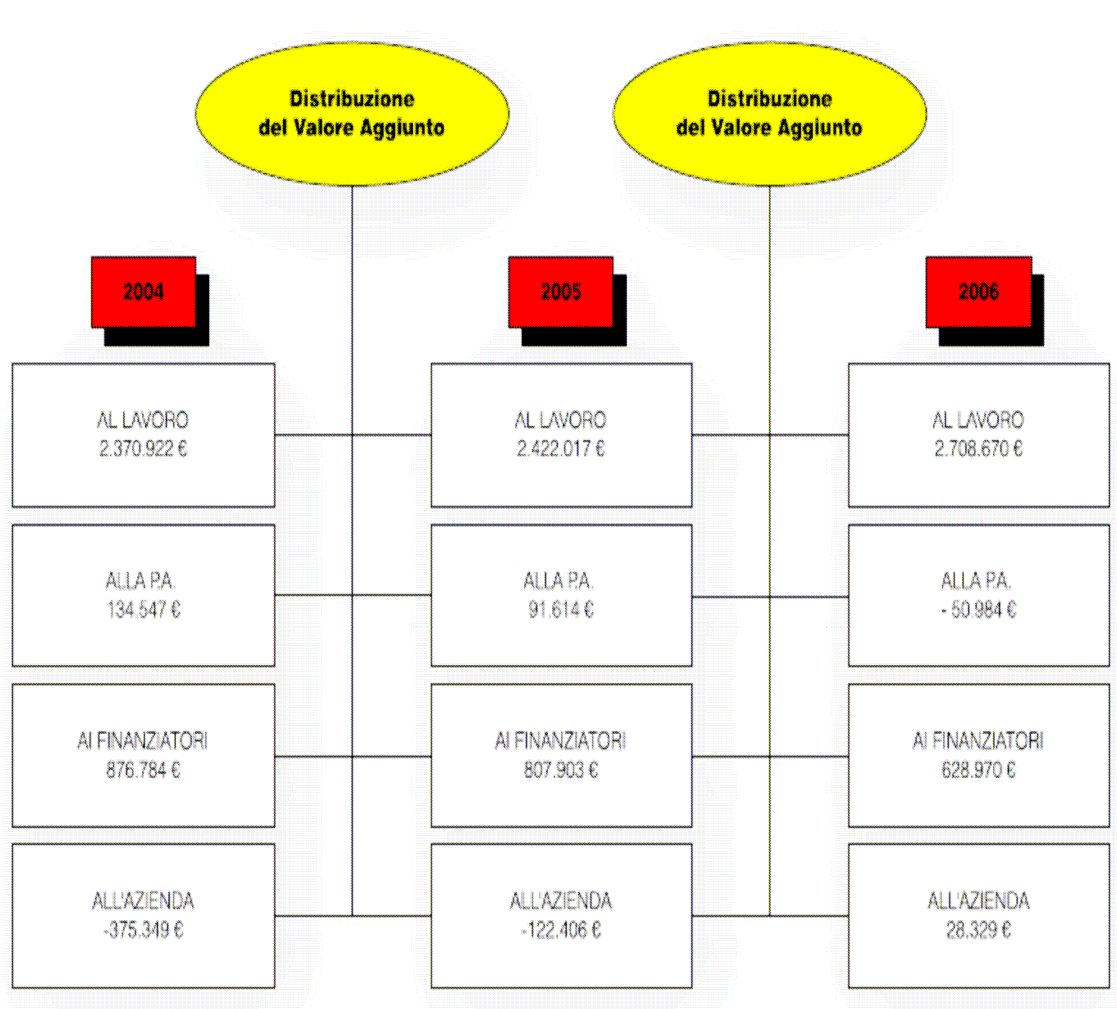 Distribuzione
del Valore Aggiunto
Distribuzione
del Valore Aggiunto
2004
2005
2006
AL LAVORO
2.370.922 €
AL LAVORO
2.422.017 €
AL LAVORO
2.708.670 €
ALLA P.A.
134.547 €
ALLA P.A.
91.614 €
ALLA P.A.
- 50.984 €
AI FINANZIATORI
876.784 €
AI FINANZIATORI
807.903 €
AI FINANZIATORI
628.970 €
ALL'AZIENDA
-375.349 €
ALL'AZIENDA
-122.406 €
ALL'AZIENDA
28.329 €